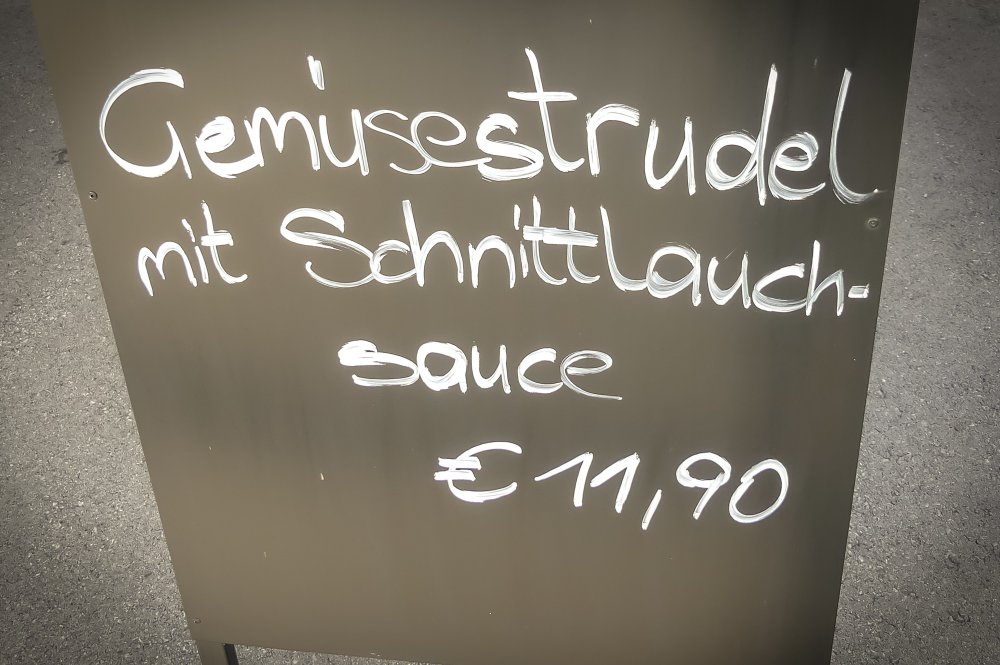 Gemüsestrudel
mit Schnittlauch-
sauce
€ 11,90